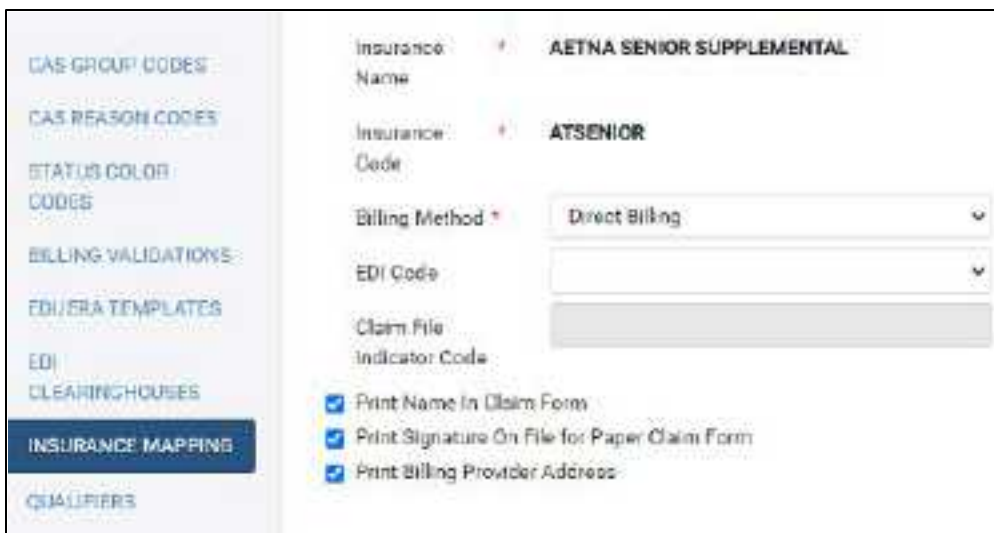 CAS GROUP CODES
CAS REASON CODES
STATUS COLOR
CODES
BILLING VALIDATIONS
EDI/ERA TEMPLATES
EDI
CLEARINGHOUSES
INSURANCE MAPPING
QUALIFIERS
Insurance * AETNA SENIOR SUPPLEMENTAL
Name
Insurance * ATSENIOR
Code
Billing Method * Direct Billing
EDI Code
Claim File
Indicator Code
Print Name In Claim Form
Print Signature On File for Paper Claim Form
Print Billing Provider Address